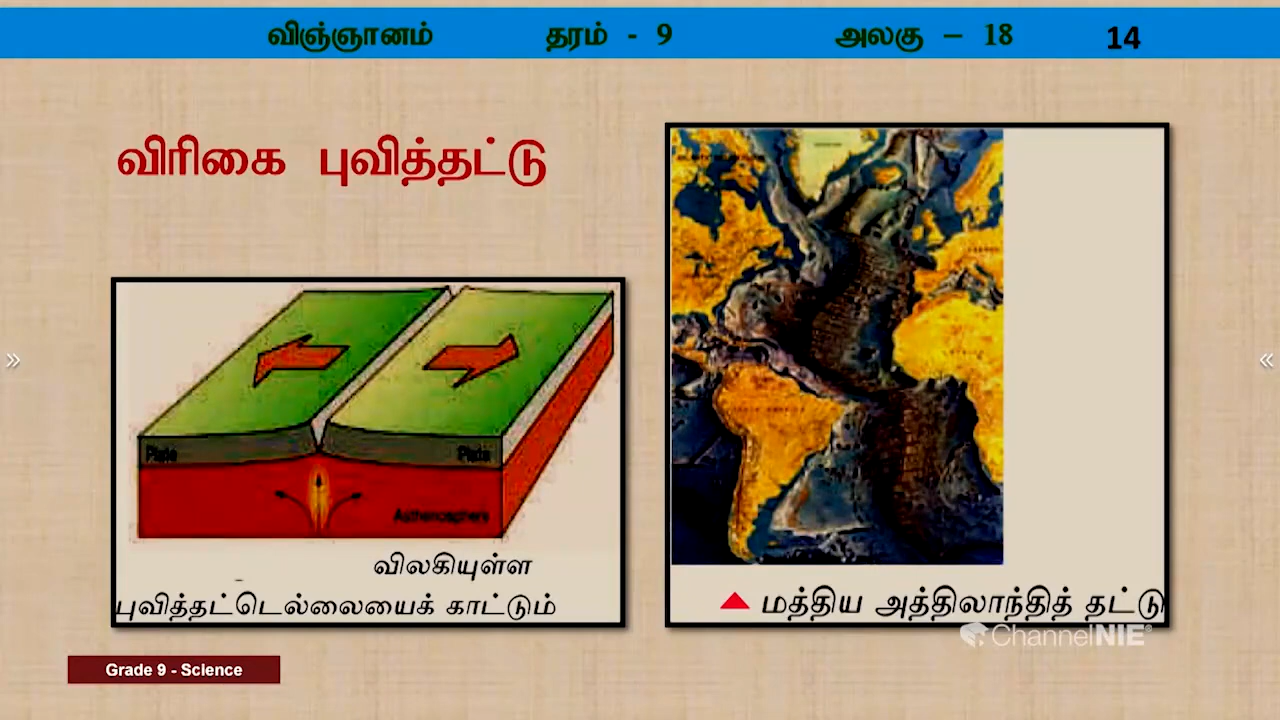 விஞ்ஞானம் தரம் - 9 அலகு – 18 14
விரிகை புவித்தட்டு
Plate Plate
Asthenosphere
விலகியுள்ள
புவித்தட்டெல்லையைக் காட்டும்
மத்திய அத்திலாந்தித் தட்டு
ChannelNIE
Grade 9 - Science